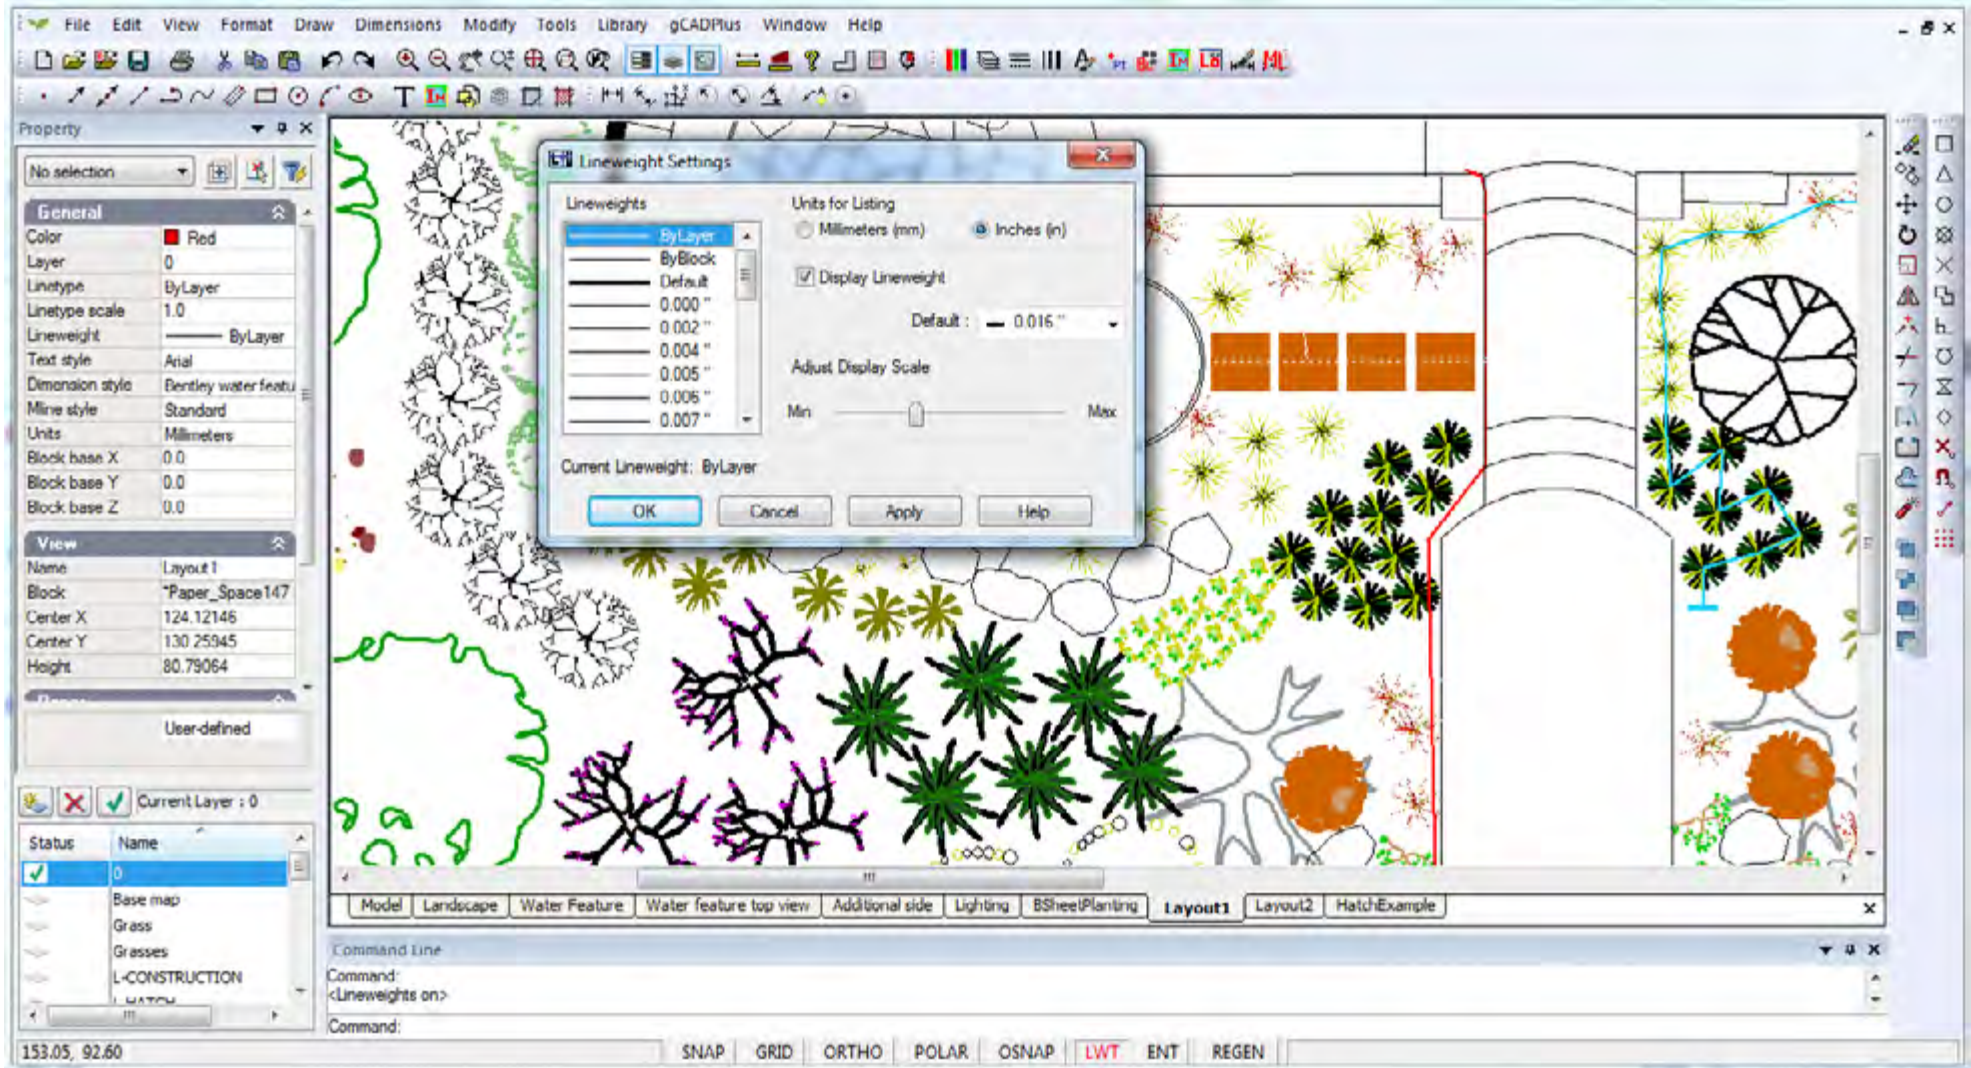 File Edit View Format Draw Dimensions Modify Tools Library gCADPlus Window Help
Property
No selection
General
Color Red
Layer 0
Linetype ByLayer
Linetype scale 1.0
Lineweight ByLayer
Text style Arial
Dimension style Bentley water featu
Mline style Standard
Units Millimeters
Block base X 0.0
Block base Y 0.0
Block base Z 0.0
View
Name Layout1
Block *Paper_Space147
Center X 124.12146
Center Y 130.25945
Height 80.79064
User-defined
Current Layer : 0
Status Name
0
Base map
Grass
Grasses
L-CONSTRUCTION
L-HATCH
Lineweight Settings
Lineweights
ByLayer
ByBlock
Default
0.000 "
0.002 "
0.004 "
0.005 "
0.006 "
0.007 "
Units for Listing
Millimeters (mm) Inches (in)
Display Lineweight
Default : 0.016 "
Adjust Display Scale
Min Max
Current Lineweight: ByLayer
OK Cancel Apply Help
Model Landscape Water Feature Water feature top view Additional side Lighting BSheetPlanting Layout1 Layout2 HatchExample
Command Line
Command:
<Lineweights on>
Command:
153.05, 92.60 SNAP GRID ORTHO POLAR OSNAP LWT ENT REGEN